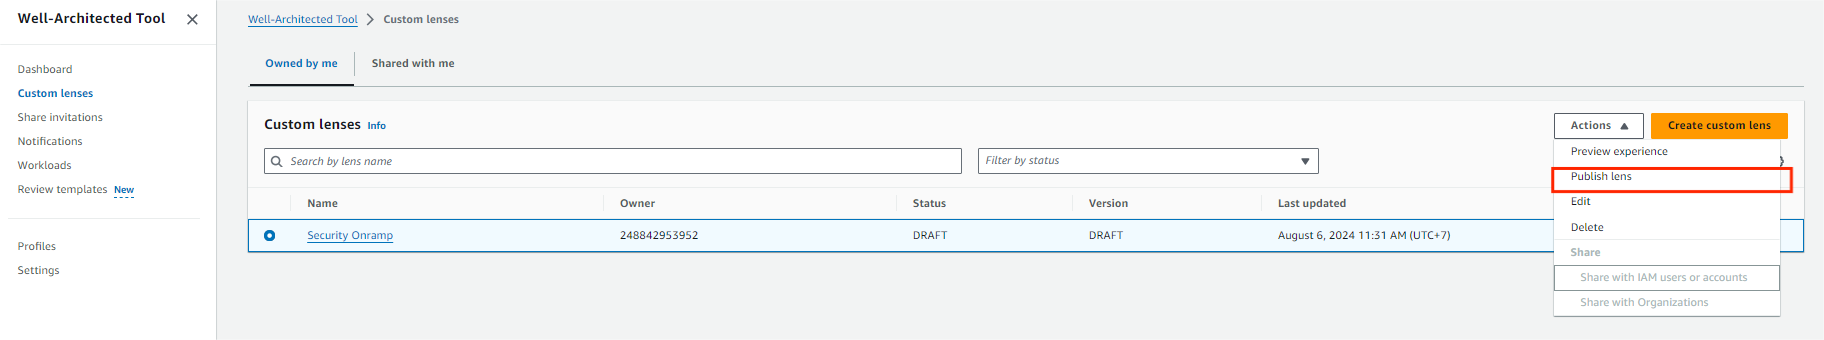 Well-Architected Tool
Dashboard
Custom lenses
Share invitations
Notifications
Workloads
Review templates New
Profiles
Settings
Well-Architected Tool > Custom lenses
Owned by me
Shared with me
Custom lenses Info
Actions
Create custom lens
Search by lens name
Filter by status
Preview experience
Publish lens
Edit
Delete
Share
Share with IAM users or accounts
Share with Organizations
Name Owner Status Version Last updated
Security Onramp 248842953952 DRAFT DRAFT August 6, 2024 11:31 AM (UTC+7)